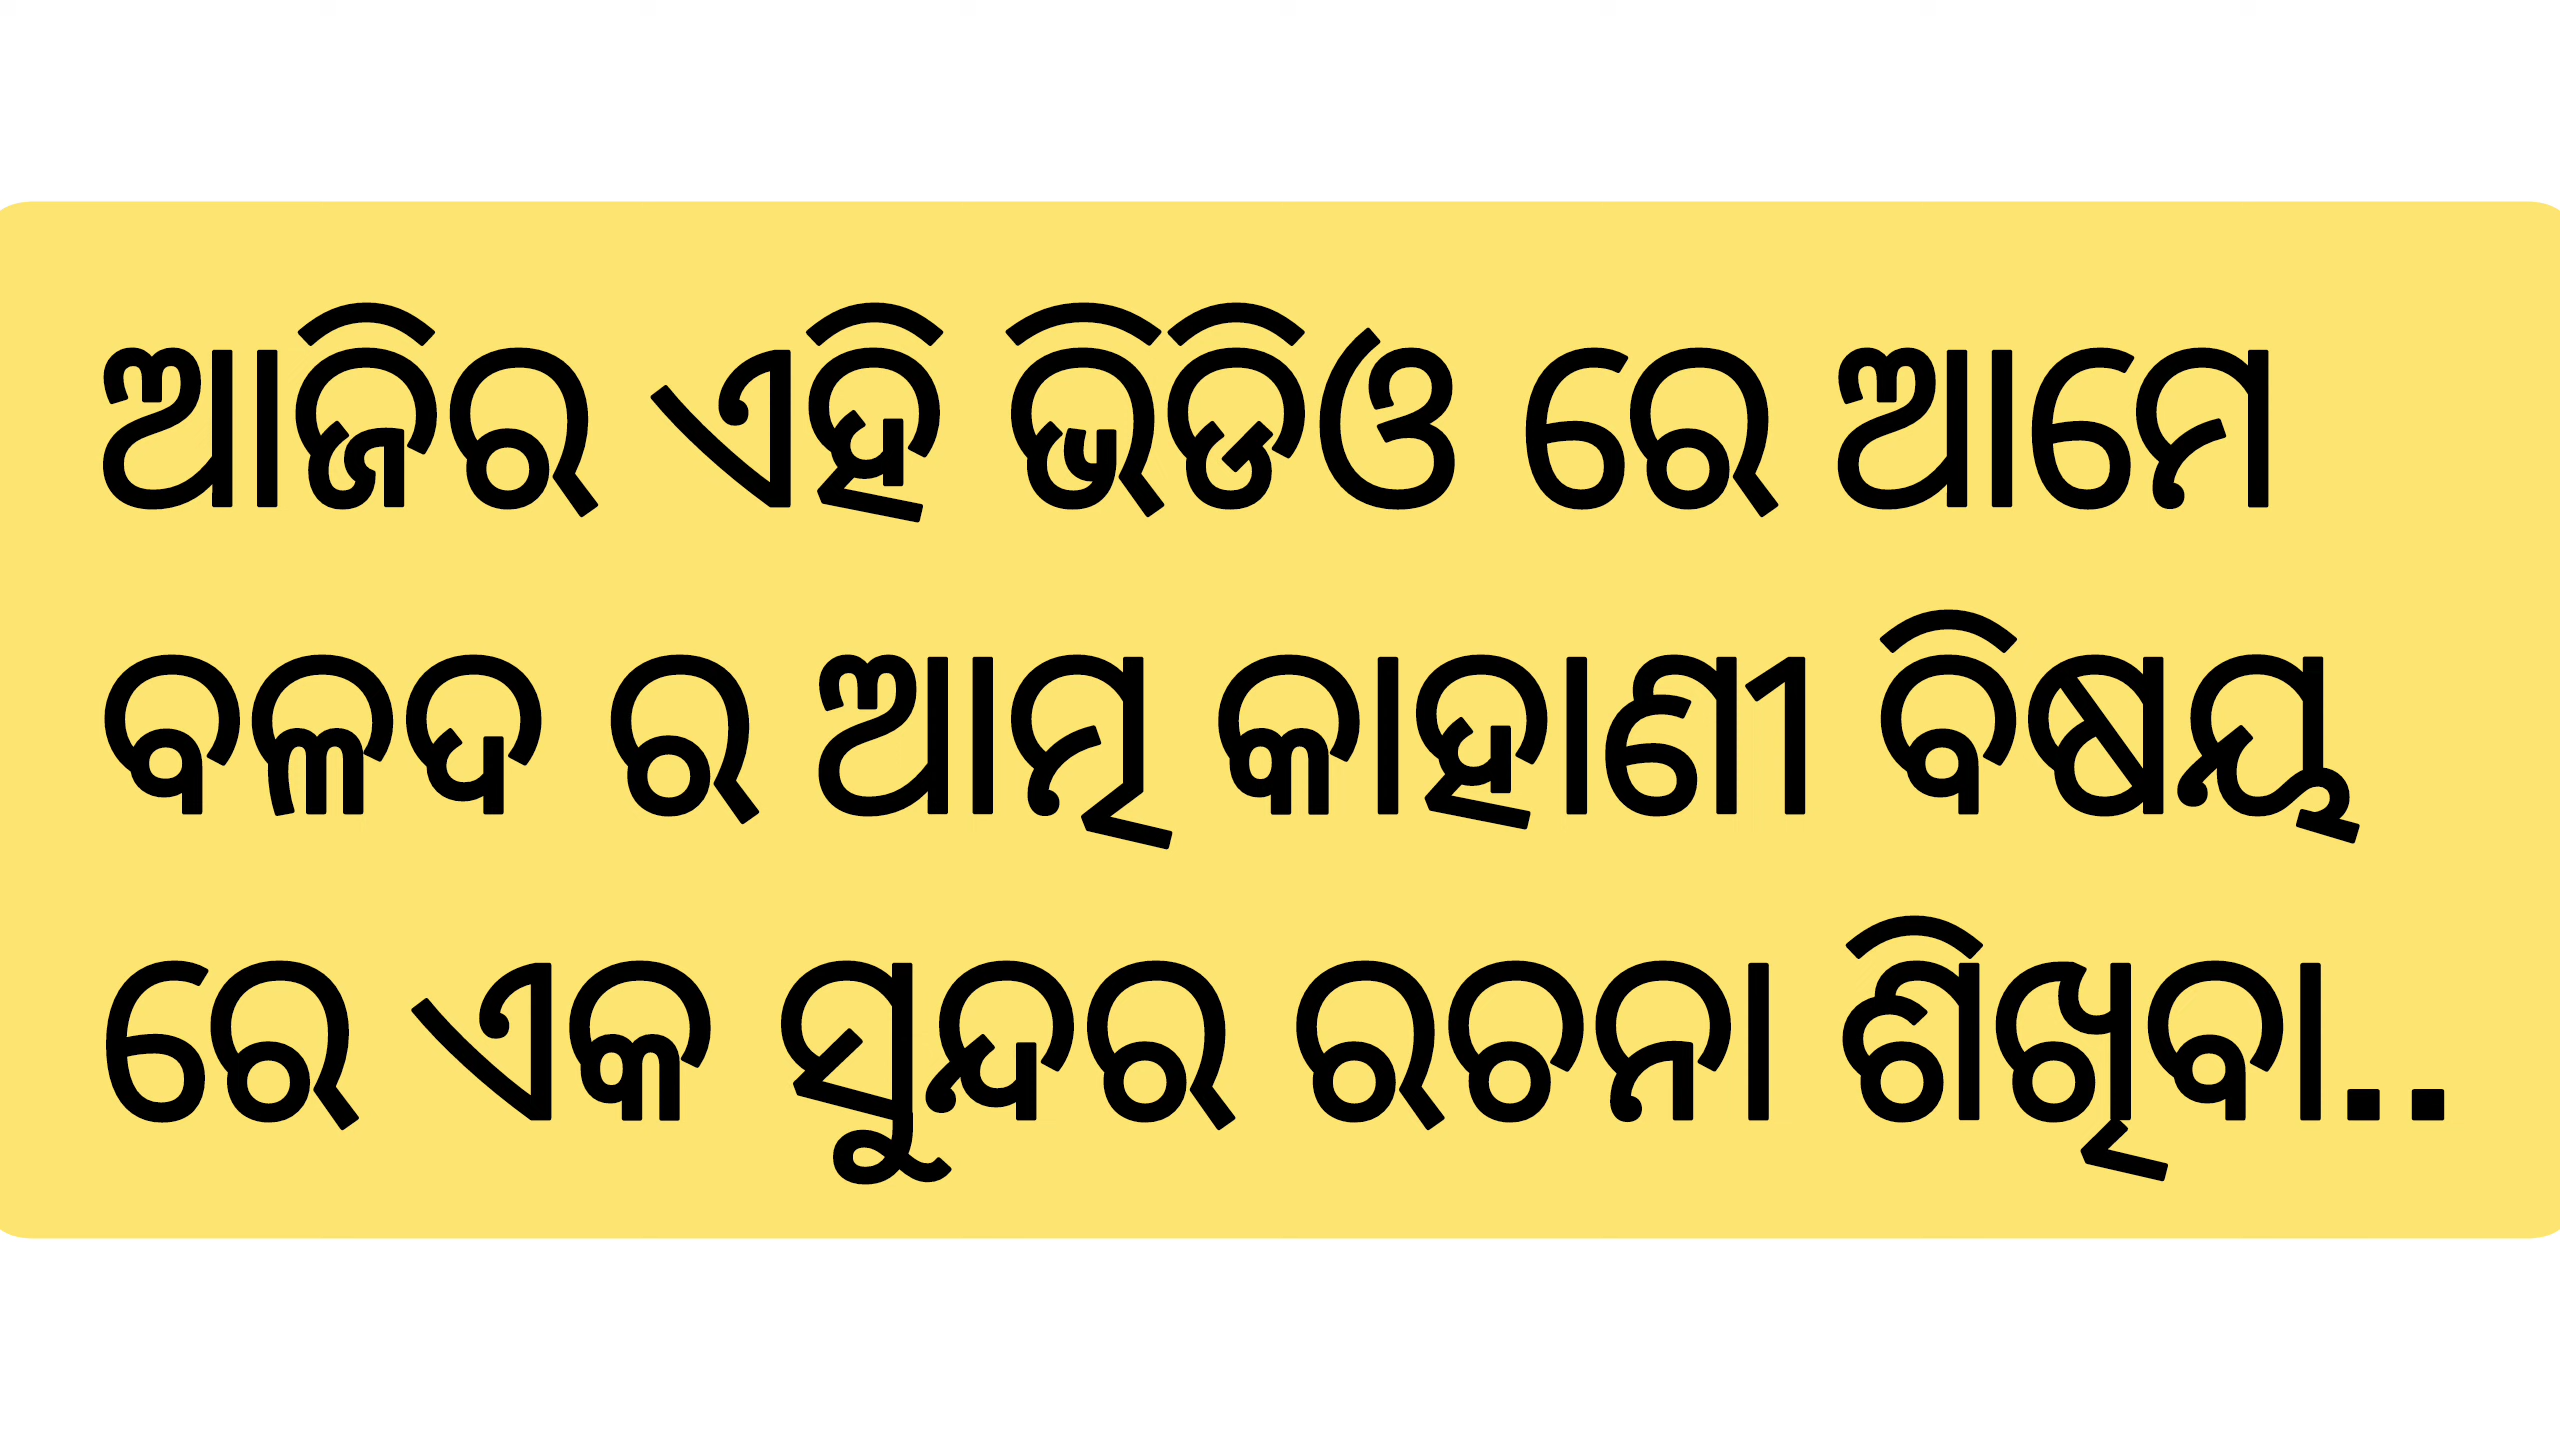 ଆଜିର ଏହି ଭିଡିଓ ରେ ଆମେ
ବଳଦ ର ଆତ୍ମ କାହାଣୀ ବିଷୟ
ରେ ଏକ ସୁନ୍ଦର ରଚନା ଶିଖିବା..